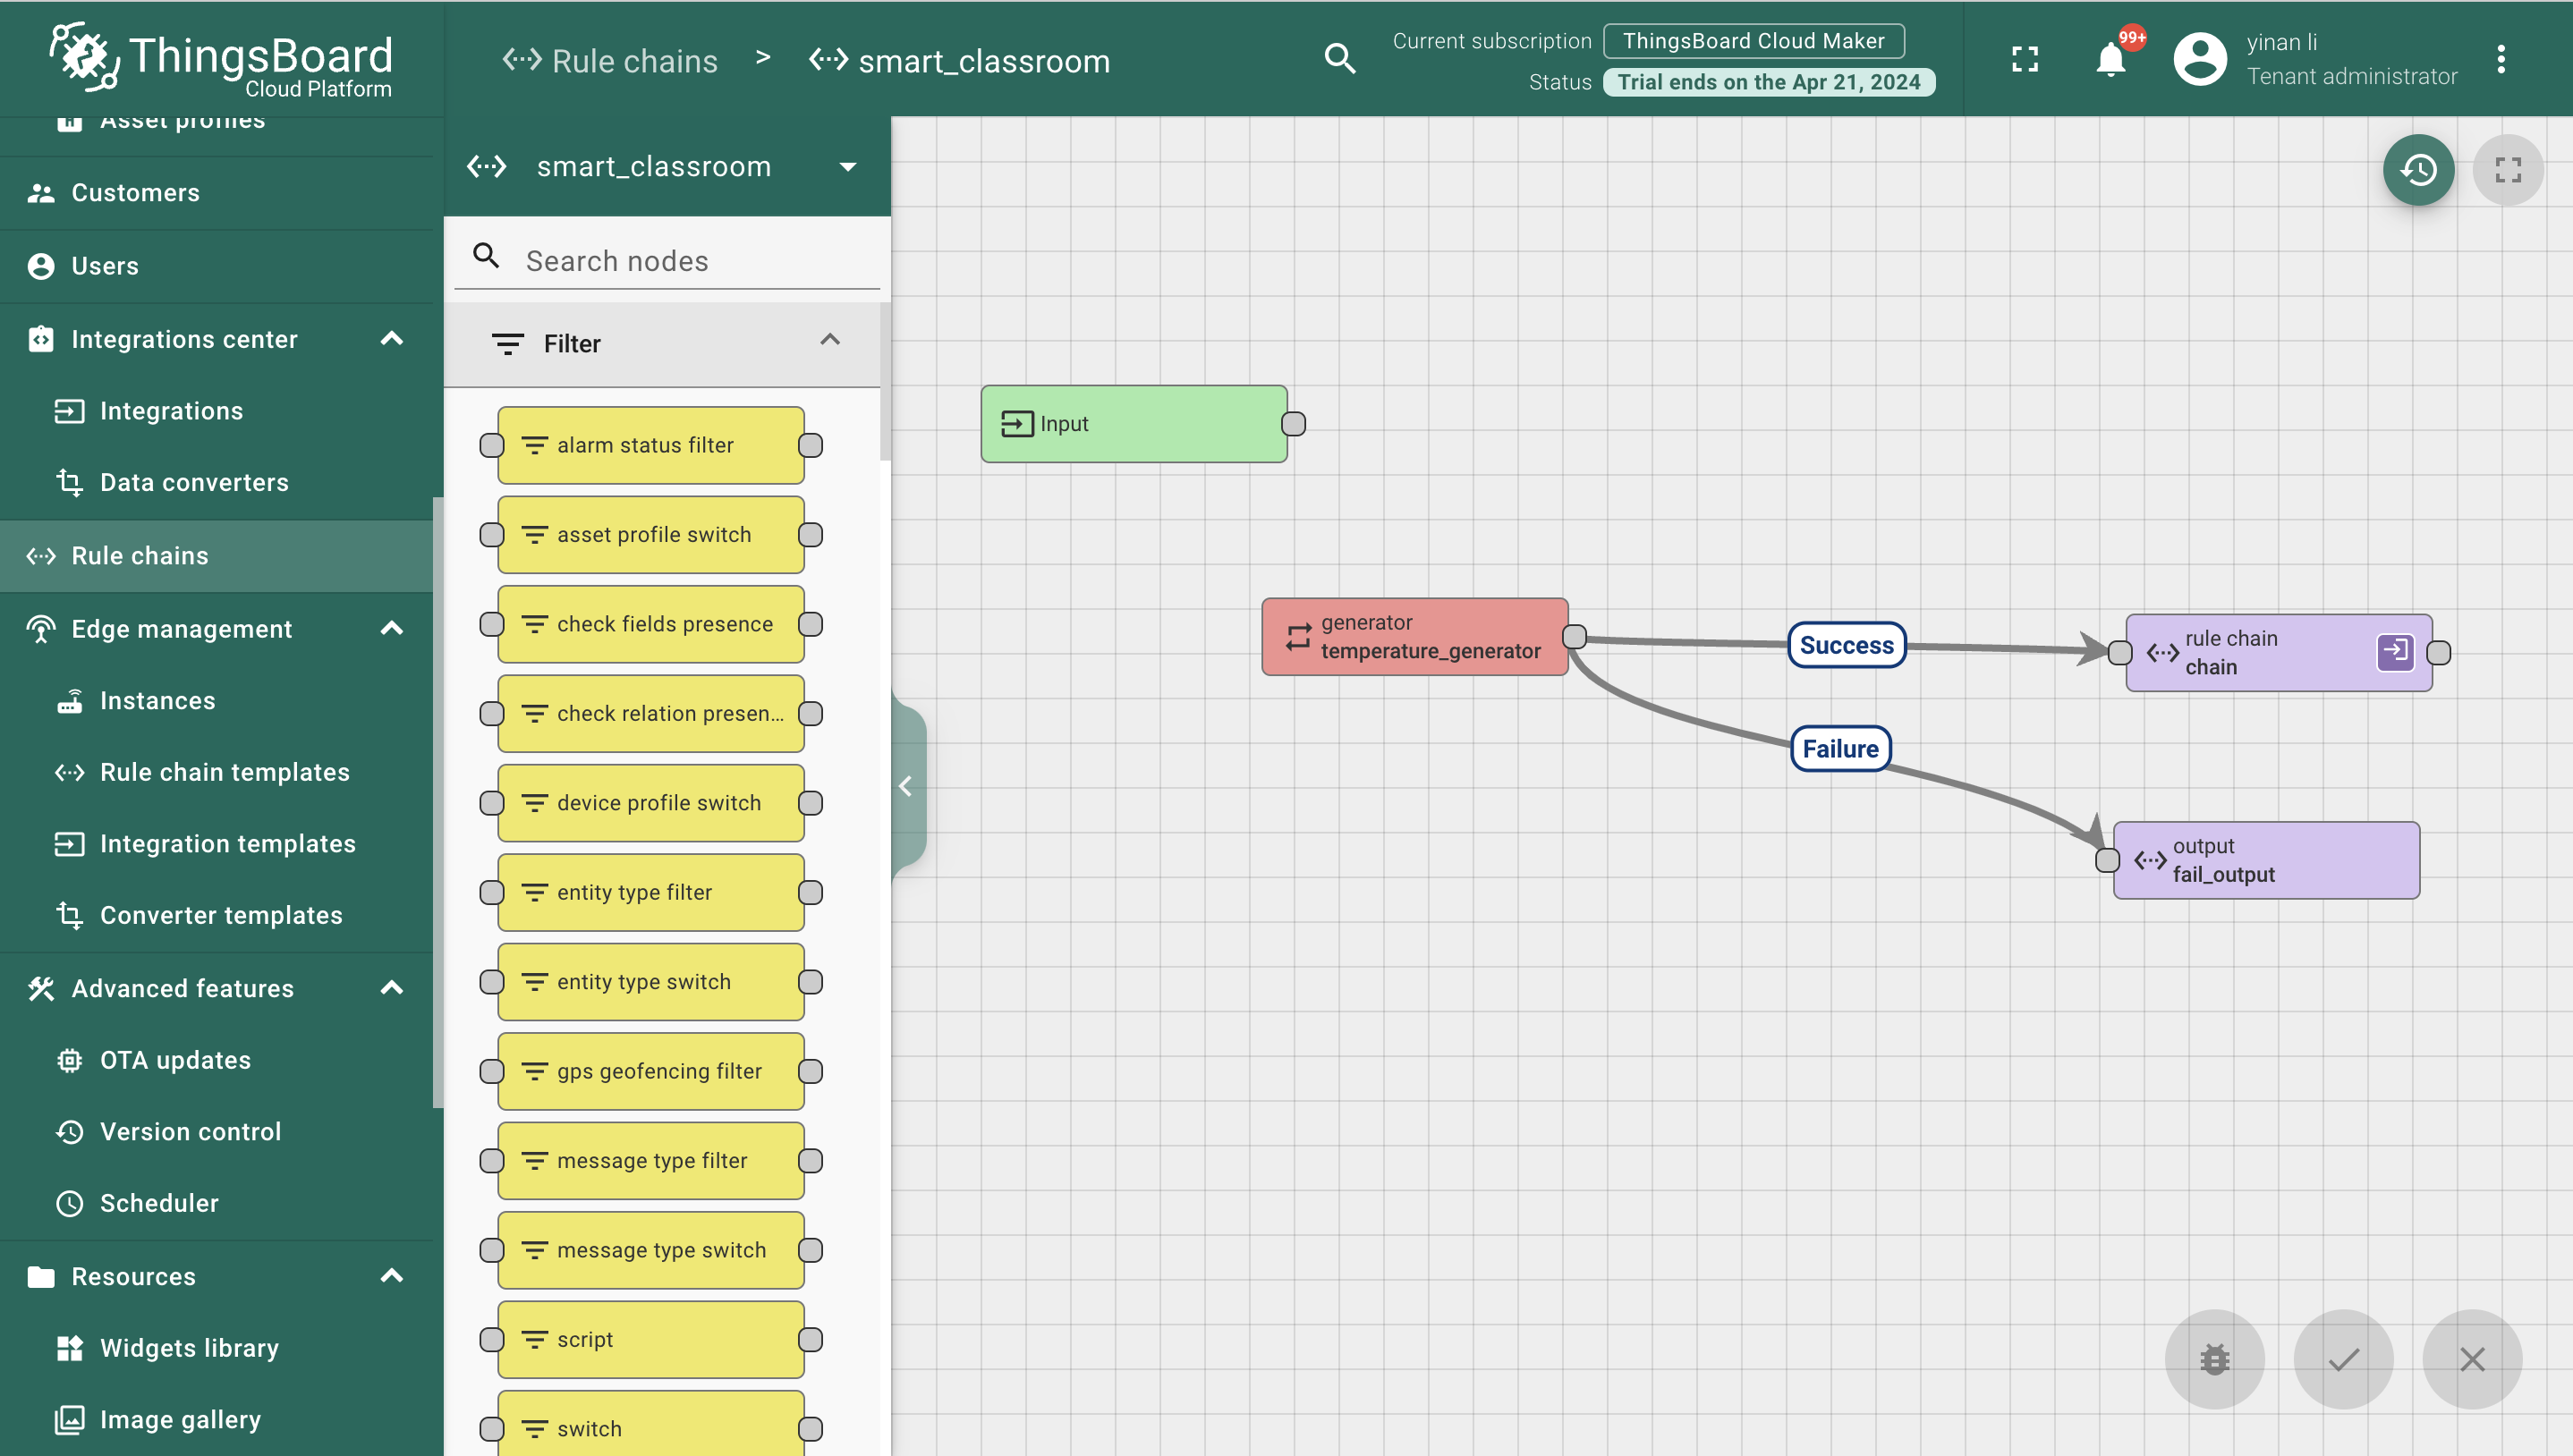 ThingsBoard
Cloud Platform
Rule chains > smart_classroom
Current subscription ThingsBoard Cloud Maker
Status Trial ends on the Apr 21, 2024
99+
yinan li
Tenant administrator
Asset profiles
Customers
Users
Integrations center
Integrations
Data converters
Rule chains
Edge management
Instances
Rule chain templates
Integration templates
Converter templates
Advanced features
OTA updates
Version control
Scheduler
Resources
Widgets library
Image gallery
smart_classroom
Search nodes
Filter
alarm status filter
asset profile switch
check fields presence
check relation presen...
device profile switch
entity type filter
entity type switch
gps geofencing filter
message type filter
message type switch
script
switch
Input
generator
temperature_generator
Success
Failure
rule chain
chain
output
fail_output